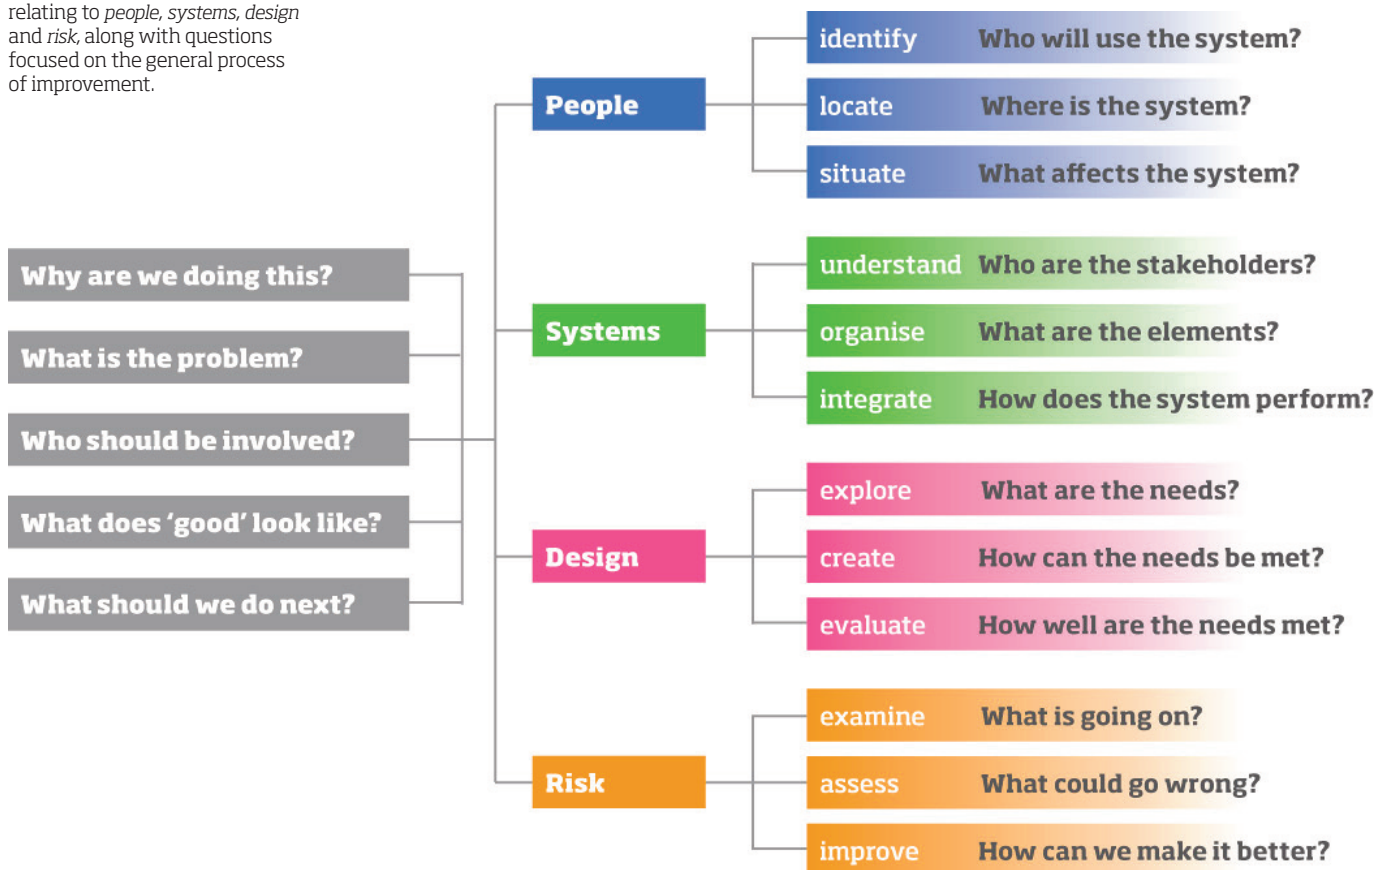 relating to people, systems, design
and risk, along with questions
focused on the general process
of improvement.
Why are we doing this?
What is the problem?
Who should be involved?
What does ‘good’ look like?
What should we do next?
People
identify Who will use the system?
locate Where is the system?
situate What affects the system?
Systems
understand Who are the stakeholders?
organise What are the elements?
integrate How does the system perform?
Design
explore What are the needs?
create How can the needs be met?
evaluate How well are the needs met?
Risk
examine What is going on?
assess What could go wrong?
improve How can we make it better?